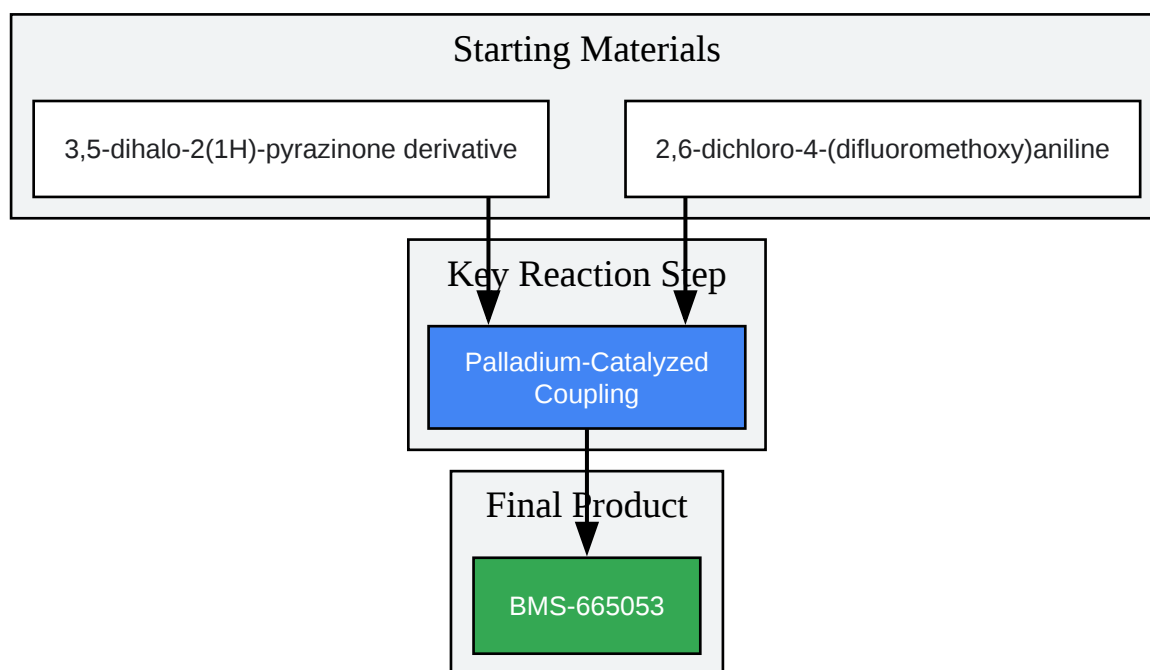 Starting Materials
3,5-dihalo-2(1H)-pyrazinone derivative
2,6-dichloro-4-(difluoromethoxy)aniline
Key Reaction Step
Palladium-Catalyzed
Coupling
Final Product
BMS-665053